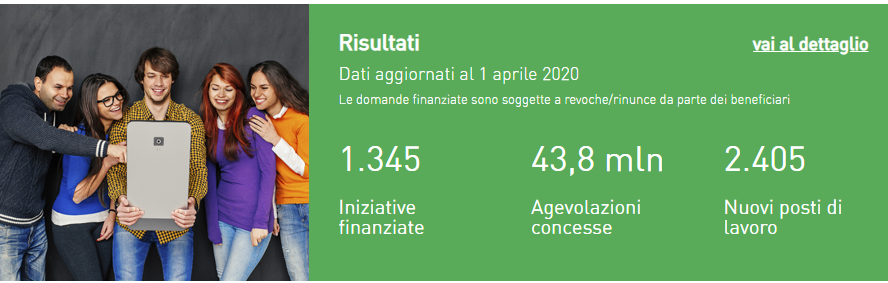 Risultati
vai al dettaglio
Dati aggiornati al 1 aprile 2020
Le domande finanziate sono soggette a revoche/rinunce da parte dei beneficiari
1.345
43,8 mln
2.405
Iniziative
finanziate
Agevolazioni
concesse
Nuovi posti di
lavoro